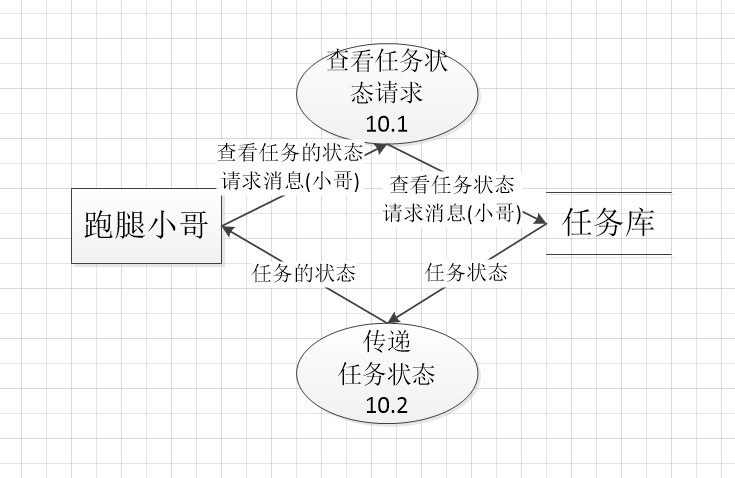 查看任务状
态请求
10.1
查看任务的状态
请求消息(小哥)
查看任务状态
请求消息(小哥)
跑腿小哥
任务库
任务的状态
任务状态
传递
任务状态
10.2